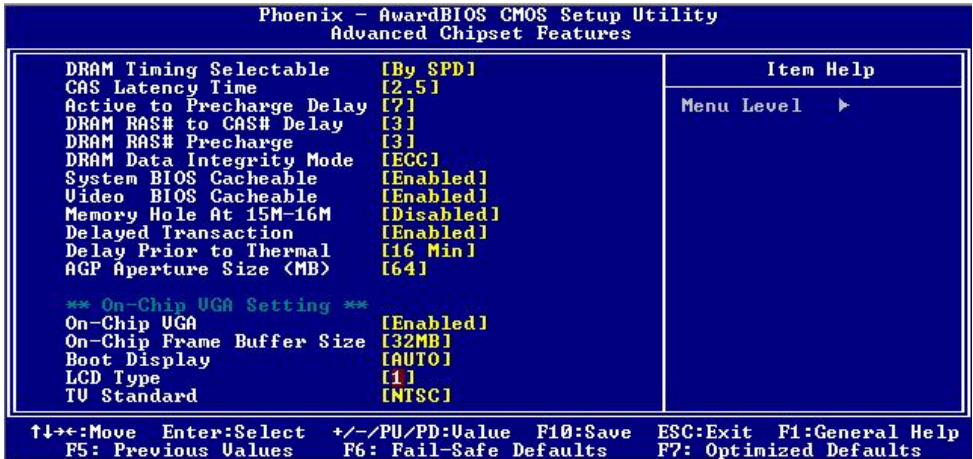 Phoenix - AwardBIOS CMOS Setup Utility
Advanced Chipset Features
DRAM Timing Selectable [By SPD]
CAS Latency Time [2.5]
Active to Precharge Delay [7]
DRAM RAS# to CAS# Delay [3]
DRAM RAS# Precharge [3]
DRAM Data Integrity Mode [ECC]
System BIOS Cacheable [Enabled]
Video BIOS Cacheable [Enabled]
Memory Hole At 15M-16M [Disabled]
Delayed Transaction [Enabled]
Delay Prior to Thermal [16 Min]
AGP Aperture Size (MB) [64]
** On-Chip VGA Setting **
On-Chip VGA [Enabled]
On-Chip Frame Buffer Size [32MB]
Boot Display [AUTO]
LCD Type [1]
TV Standard [NTSC]
Item Help
Menu Level ►
↑↓→←:Move Enter:Select +/-/PU/PD:Value F10:Save ESC:Exit F1:General Help
F5: Previous Values F6: Fail-Safe Defaults F7: Optimized Defaults